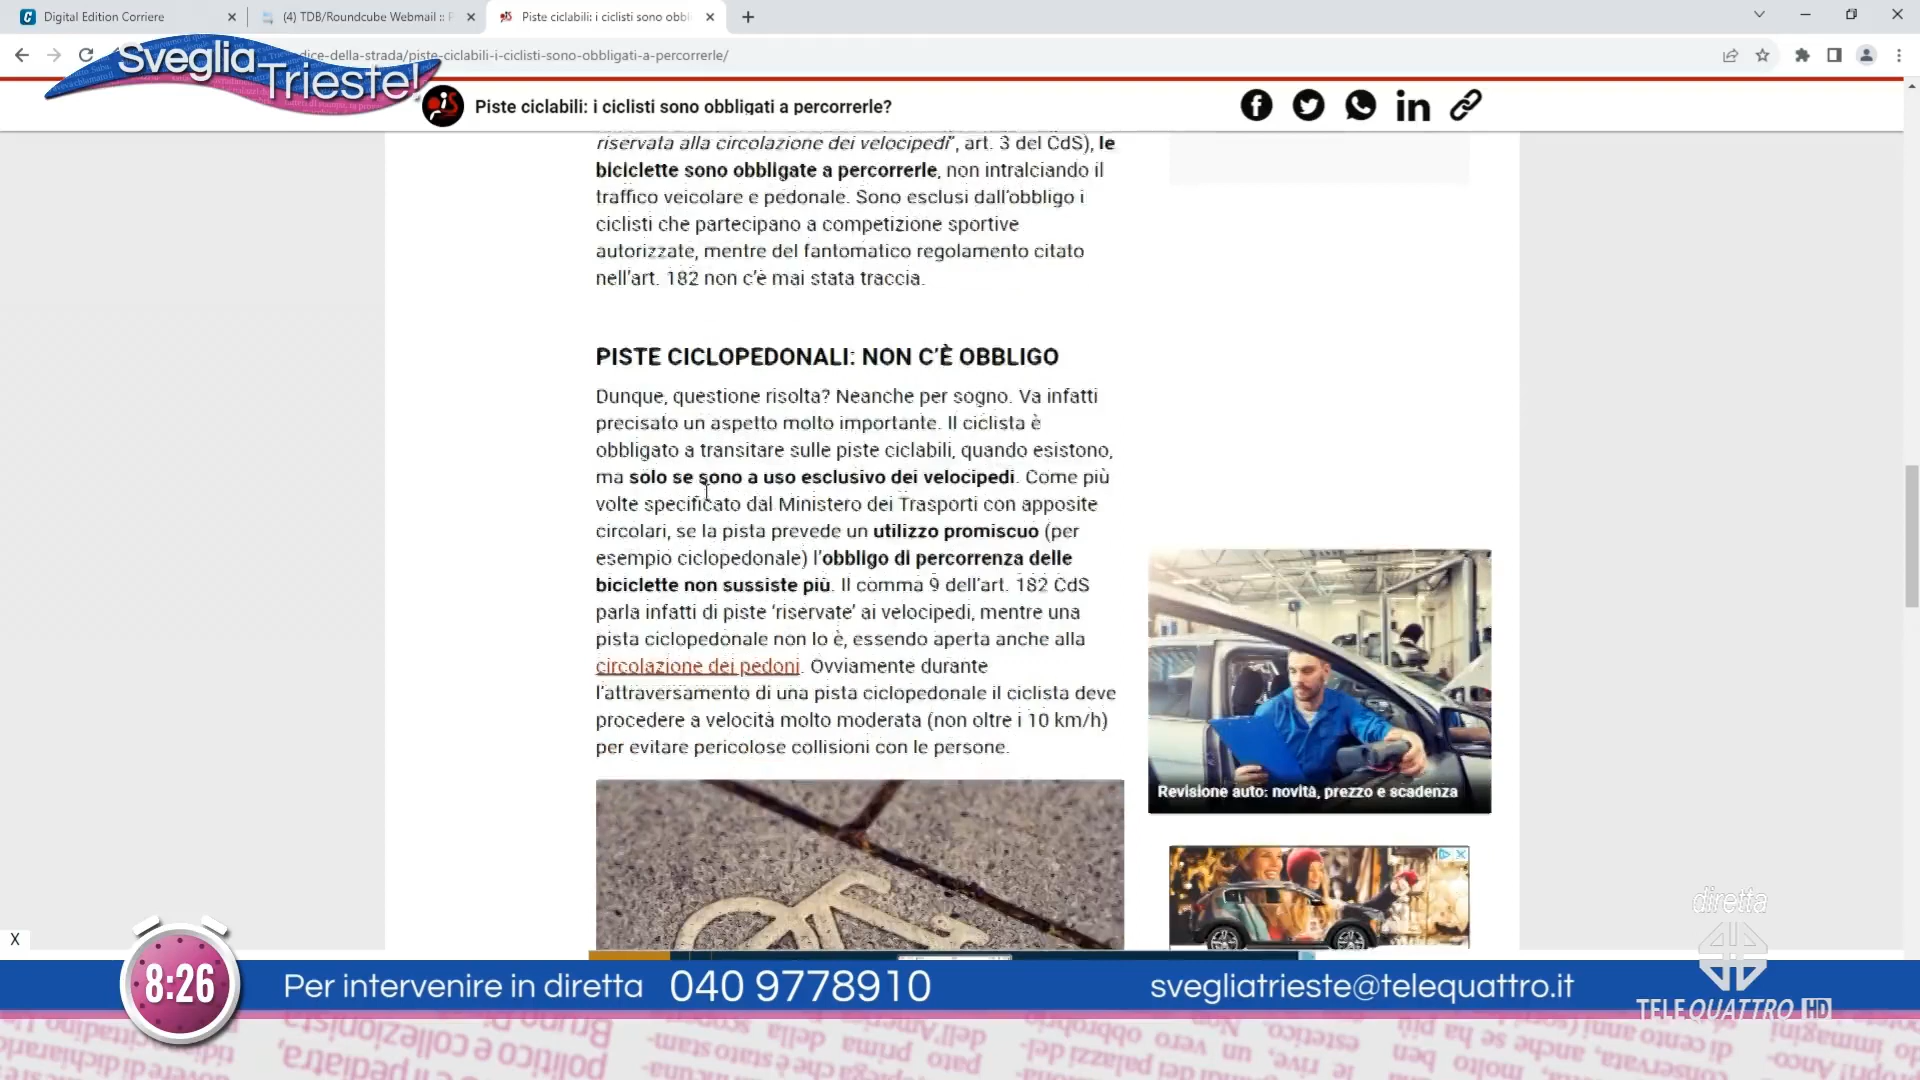 Digital Edition Corriere
(4) TDB/Roundcube Webmail ::
Piste ciclabili: i ciclisti sono obbl
dice-della-strada/piste-ciclabili-i-ciclisti-sono-obbligati-a-percorrerle/
Sveglia
Trieste!
Piste ciclabili: i ciclisti sono obbligati a percorrerle?
riservata alla circolazione dei velocipedi", art. 3 del CdS), le
biciclette sono obbligate a percorrerle, non intralciando il
traffico veicolare e pedonale. Sono esclusi dall'obbligo i
ciclisti che partecipano a competizione sportive
autorizzate, mentre del fantomatico regolamento citato
nell'art. 182 non c'è mai stata traccia.
PISTE CICLOPEDONALI: NON C'È OBBLIGO
Dunque, questione risolta? Neanche per sogno. Va infatti
precisato un aspetto molto importante. Il ciclista è
obbligato a transitare sulle piste ciclabili, quando esistono,
ma solo se sono a uso esclusivo dei velocipedi. Come più
volte specificato dal Ministero dei Trasporti con apposite
circolari, se la pista prevede un utilizzo promiscuo (per
esempio ciclopedonale) l'obbligo di percorrenza delle
biciclette non sussiste più. Il comma 9 dell'art. 182 CdS
parla infatti di piste 'riservate' ai velocipedi, mentre una
pista ciclopedonale non lo è, essendo aperta anche alla
circolazione dei pedoni. Ovviamente durante
l'attraversamento di una pista ciclopedonale il ciclista deve
procedere a velocità molto moderata (non oltre i 10 km/h)
per evitare pericolose collisioni con le persone.
Revisione auto: novità, prezzo e scadenza
X
diretta
8:26
Per intervenire in diretta 040 9778910
svegliatrieste@telequattro.it
TELEQUATTRO HD